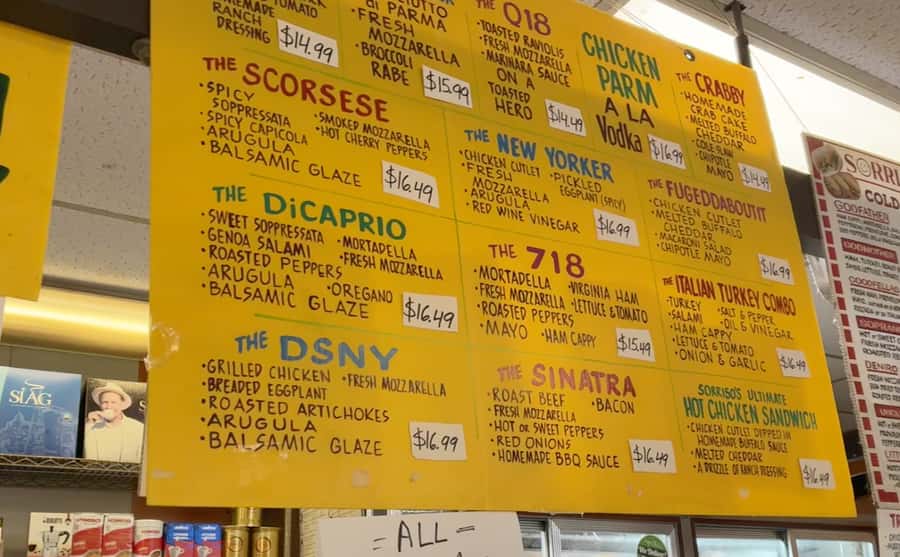 TOMATO
RANCH
DRESSING
$14.99
di PARMA
•FRESH
MOZZARELLA
•BROCCOLI
RABE
$15.99
THE Q18
•TOASTED RAVIOLIS
•FRESH MOZZARELLA
•MARINARA SAUCE
ON A
TOASTED
HERO
$14.49
CHICKEN
PARM
A LA
Vodka
$16.99
THE CRABBY
•HOMEMADE
CRAB CAKE
•MELTED BUFFALO
CHEDDAR
•COLE SLAW
•CHIPOTLE
MAYO
$14.49
THE SCORSESE
•SPICY
SOPPRESSATA
•SPICY CAPICOLA
•ARUGULA
•BALSAMIC GLAZE
•SMOKED MOZZARELLA
•HOT CHERRY PEPPERS
$16.49
THE NEW YORKER
•CHICKEN CUTLET
•FRESH
MOZZARELLA
•ARUGULA
•RED WINE VINEGAR
•PICKLED
EGGPLANT (SPICY)
$16.99
THE FUGEDDABOUTIT
•CHICKEN CUTLET
•MELTED BUFFALO
CHEDDAR
•MACARONI SALAD
•CHIPOTLE MAYO
$16.99
THE DiCAPRIO
•SWEET SOPPRESSATA
•GENOA SALAMI
•ROASTED PEPPERS
•ARUGULA
•BALSAMIC GLAZE
•MORTADELLA
•FRESH MOZZARELLA
•OREGANO
$16.49
THE 718
•MORTADELLA
•FRESH MOZZARELLA
•ROASTED PEPPERS
•MAYO
•VIRGINIA HAM
•LETTUCE & TOMATO
•HAM CAPPY
$15.49
THE ITALIAN TURKEY COMBO
•TURKEY
•SALAMI
•HAM CAPPY
•LETTUCE & TOMATO
•ONION & GARLIC
•SALT & PEPPER
•OIL & VINEGAR
$16.49
THE DSNY
•GRILLED CHICKEN
•BREADED EGGPLANT
•ROASTED ARTICHOKES
•ARUGULA
•BALSAMIC GLAZE
•FRESH MOZZARELLA
$16.99
THE SINATRA
•ROAST BEEF
•FRESH MOZZARELLA
•HOT OR SWEET PEPPERS
•RED ONIONS
•HOMEMADE BBQ SAUCE
•BACON
$16.49
SORRISO'S ULTIMATE
HOT CHICKEN SANDWICH
•CHICKEN CUTLET DIPPED IN
HOMEMADE BUFFALO SAUCE
•MELTED CHEDDAR
•A DRIZZLE OF RANCH DRESSING
$16.49
COLD
GODFATHER
SLAG
= ALL =